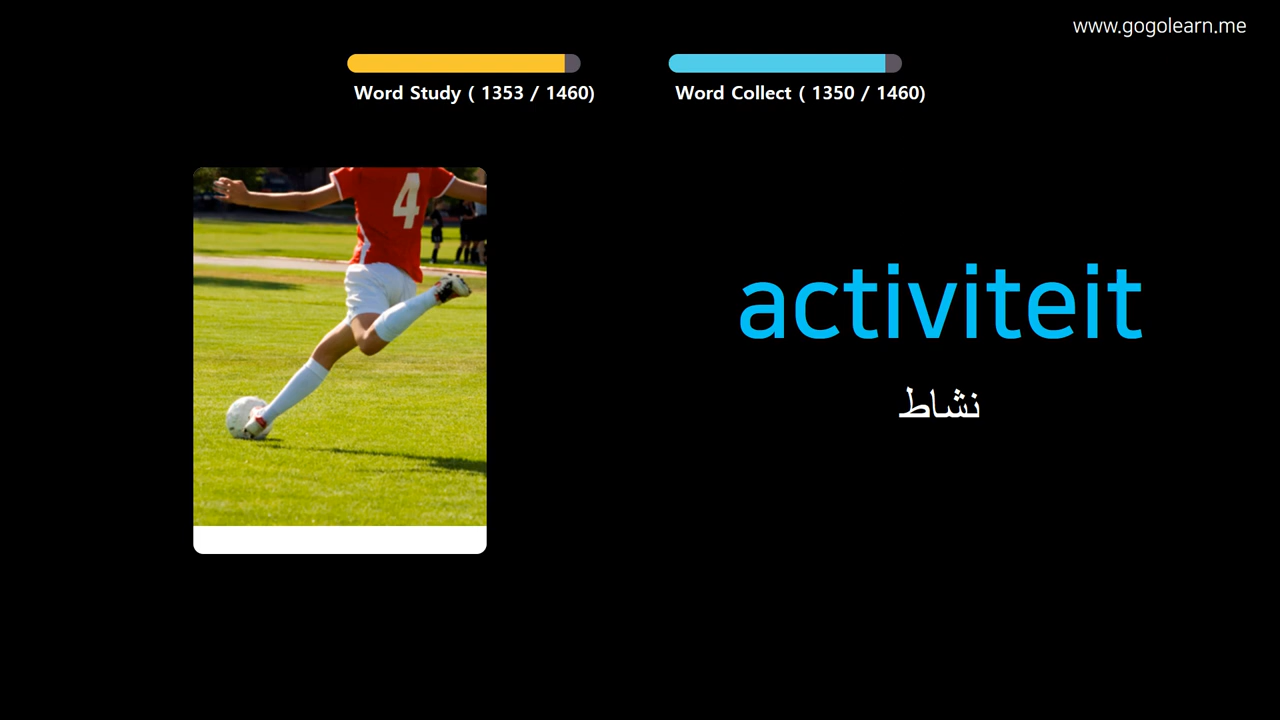 www.gogolearn.me
Word Study ( 1353 / 1460)
Word Collect ( 1350 / 1460)
4
activiteit
نشاط